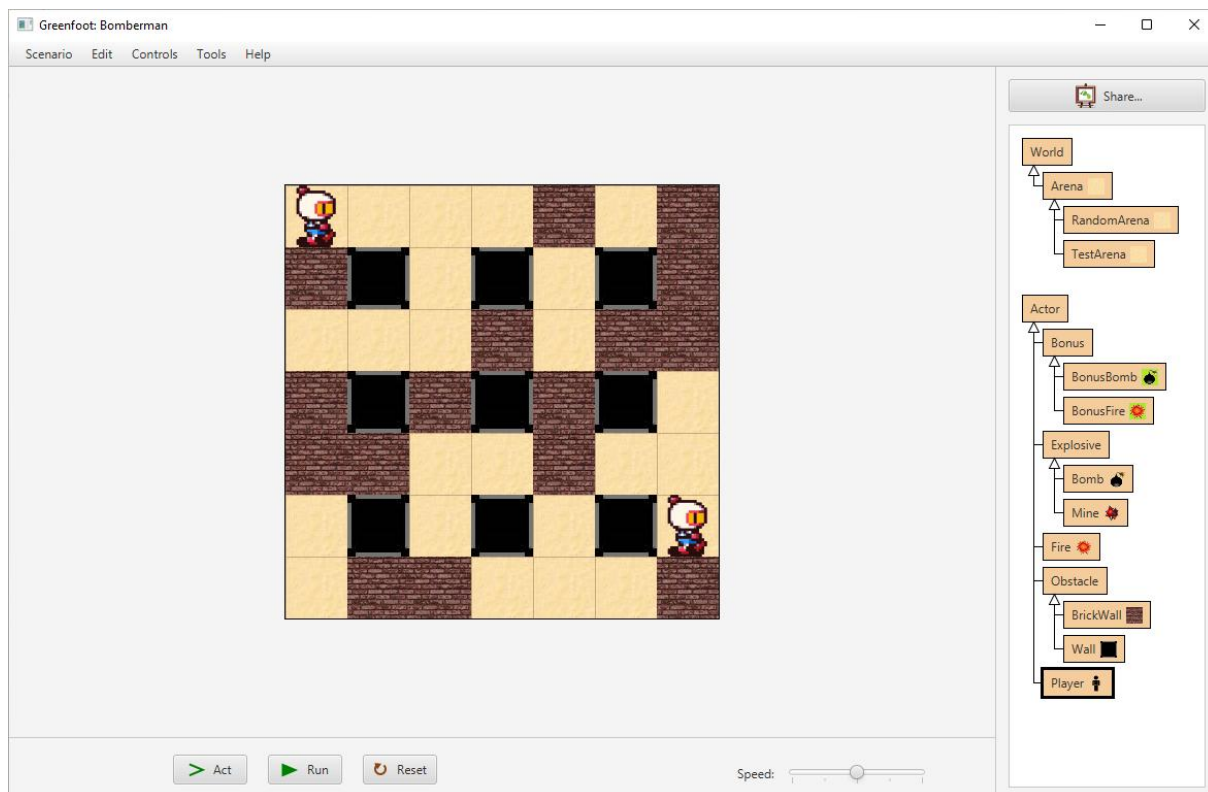 Greenfoot: Bomberman
Scenario Edit Controls Tools Help
Share...
World
Arena
RandomArena
TestArena
Actor
Bonus
BonusBomb
BonusFire
Explosive
Bomb
Mine
Fire
Obstacle
BrickWall
Wall
Player
Act Run Reset Speed: